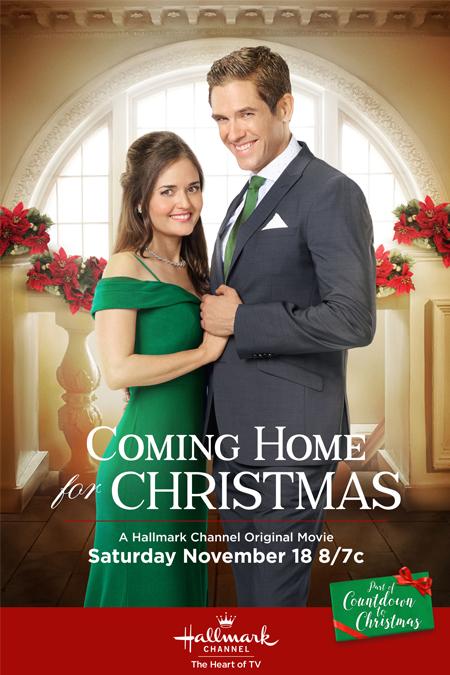 COMING HOME
for CHRISTMAS
A Hallmark Channel Original Movie
Saturday November 18 8/7c
Part of
Countdown
to
Christmas
Hallmark
CHANNEL
The Heart of TV